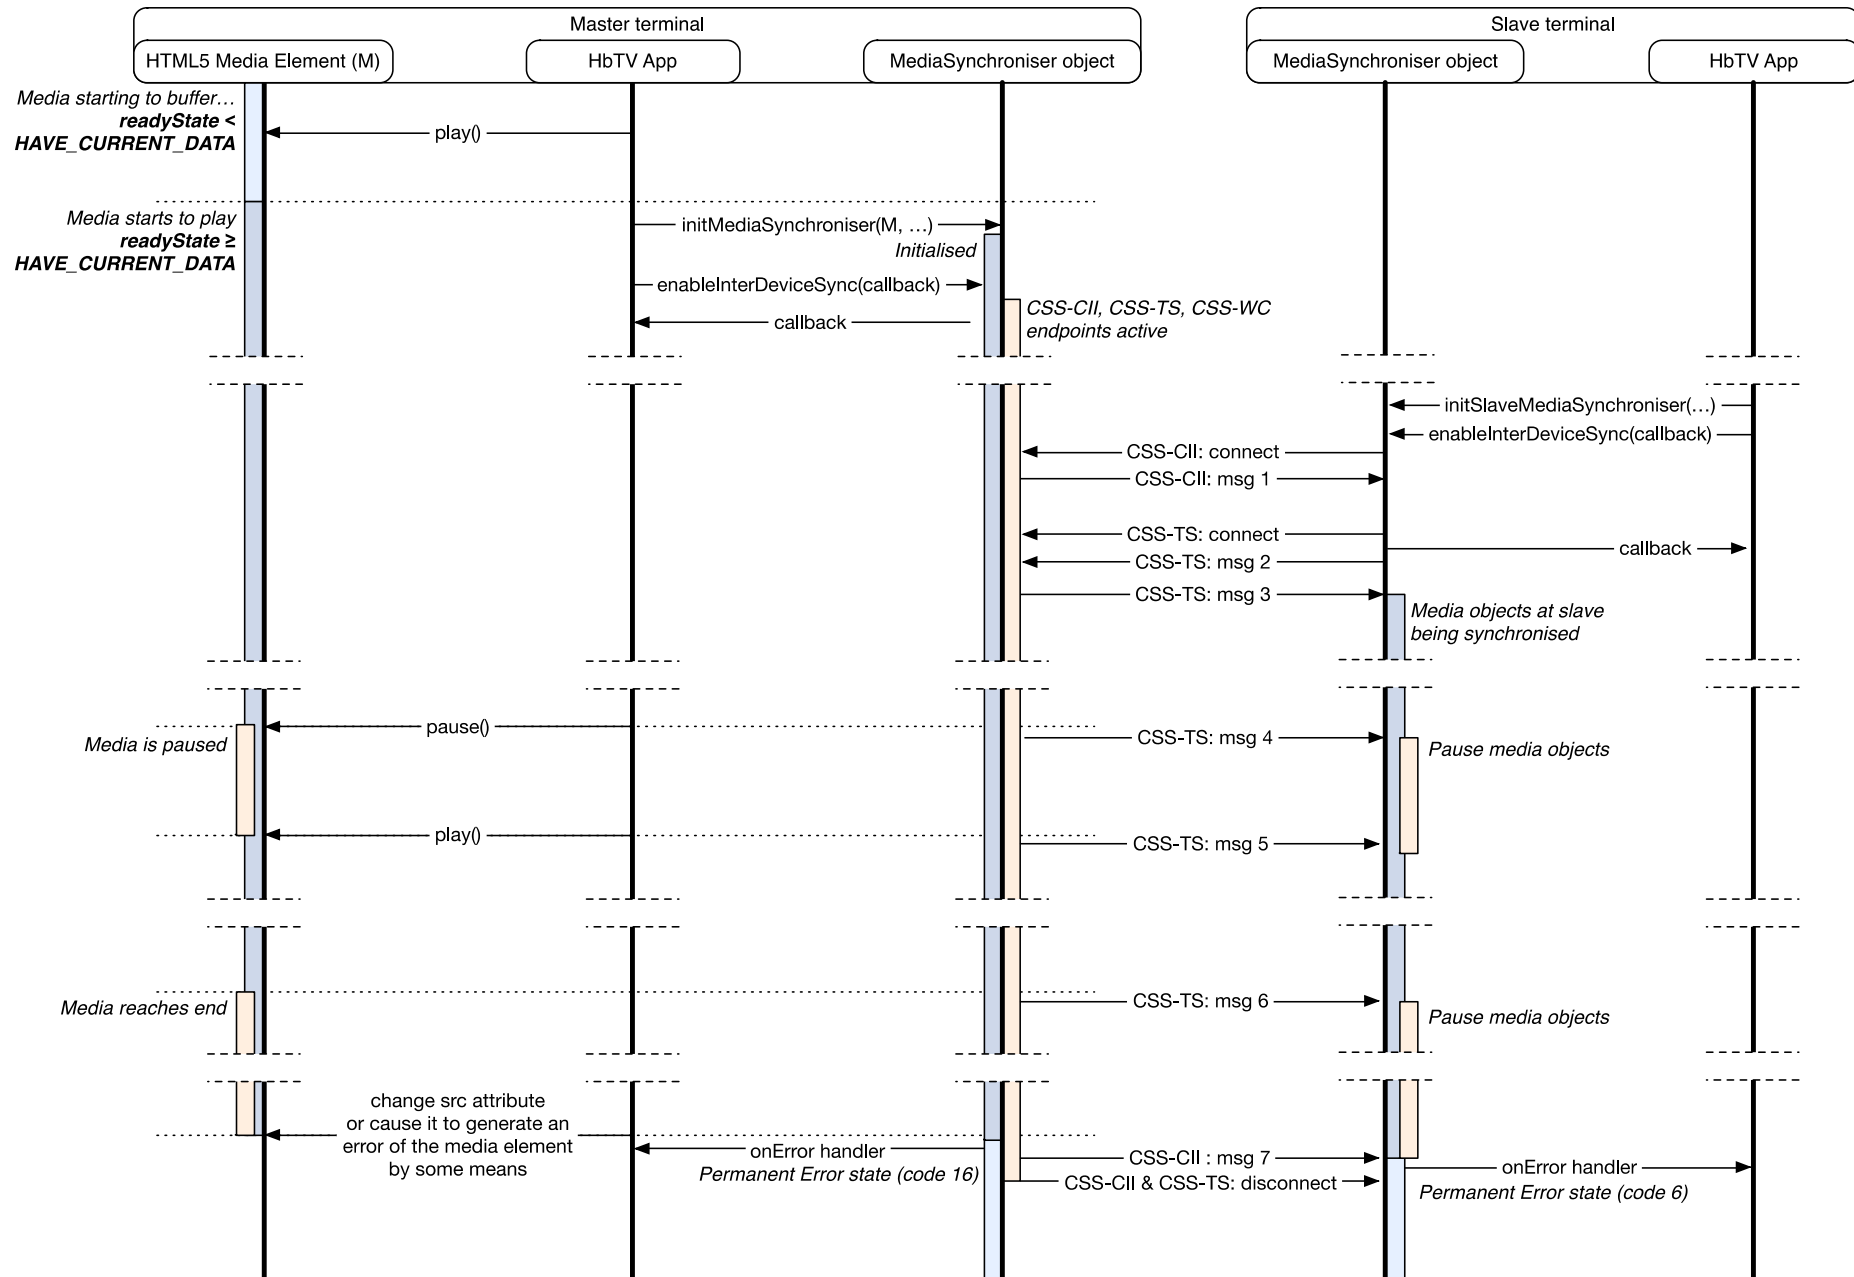 Master terminal
Slave terminal
HTML5 Media Element (M)
HbTV App
MediaSynchroniser object
MediaSynchroniser object
HbTV App
Media starting to buffer…
readyState <
HAVE_CURRENT_DATA
play()
Media starts to play
readyState ≥
HAVE_CURRENT_DATA
initMediaSynchroniser(M, …)
Initialised
enableInterDeviceSync(callback)
callback
CSS-CII, CSS-TS, CSS-WC
endpoints active
initSlaveMediaSynchroniser(…)
enableInterDeviceSync(callback)
CSS-CII: connect
CSS-CII: msg 1
CSS-TS: connect
callback
CSS-TS: msg 2
CSS-TS: msg 3
Media objects at slave
being synchronised
pause()
Media is paused
CSS-TS: msg 4
Pause media objects
play()
CSS-TS: msg 5
Media reaches end
CSS-TS: msg 6
Pause media objects
change src attribute
or cause it to generate an
error of the media element
by some means
onError handler
Permanent Error state (code 16)
CSS-CII : msg 7
CSS-CII & CSS-TS: disconnect
onError handler
Permanent Error state (code 6)